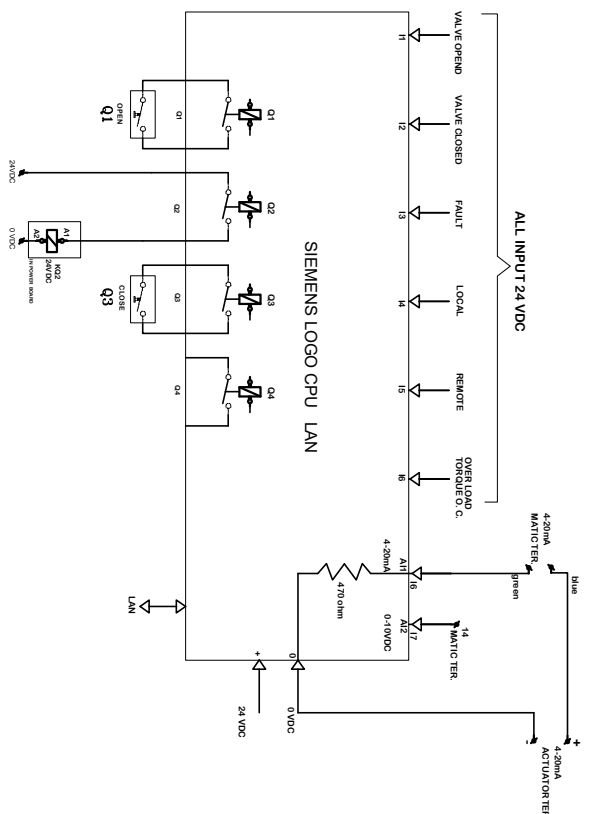 ALL INPUT 24 VDC
VALVE OPEND
VALVE CLOSED
FAULT
LOCAL
REMOTE
OVER LOAD
TORQUE O. C.
4-20mA
MATIC TER.
blue
green
14
MATIC TER.
+
-
4-20mA
ACTUATOR TER
I1
I2
I3
I4
I5
I6
AI1
I6
AI2
I7
4-20mA
0-10VDC
470 ohm
SIEMENS LOGO CPU LAN
Q1
Q2
Q3
Q4
Q1
Q2
Q3
Q4
0
+
LAN
0 VDC
24 VDC
OPEN
Q1
CLOSE
Q3
24VDC
0 VDC
A1
A2
KQ2
24V DC
IN POWER BOARD